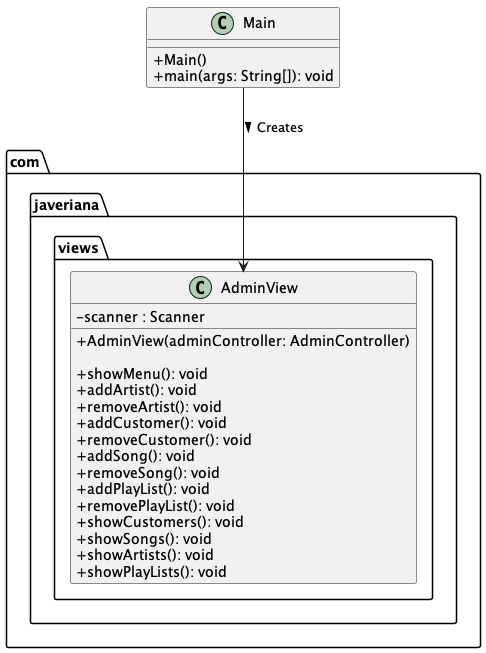 C Main
+Main()
+main(args: String[]): void
Creates
com
javeriana
views
C AdminView
-scanner : Scanner
+AdminView(adminController: AdminController)
+showMenu(): void
+addArtist(): void
+removeArtist(): void
+addCustomer(): void
+removeCustomer(): void
+addSong(): void
+removeSong(): void
+addPlayList(): void
+removePlayList(): void
+showCustomers(): void
+showSongs(): void
+showArtists(): void
+showPlayLists(): void